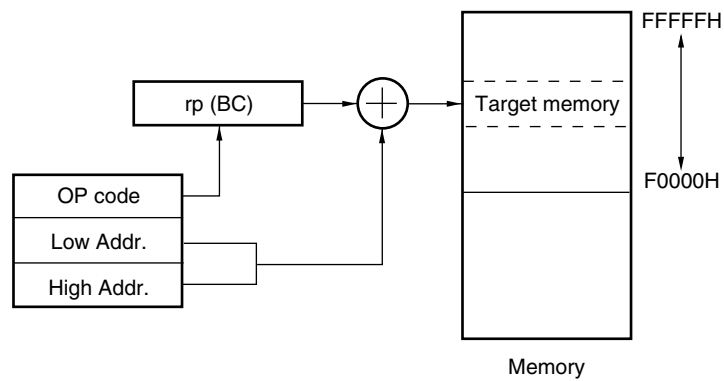 FFFFFH
rp (BC)
Target memory
F0000H
OP code
Low Addr.
High Addr.
Memory